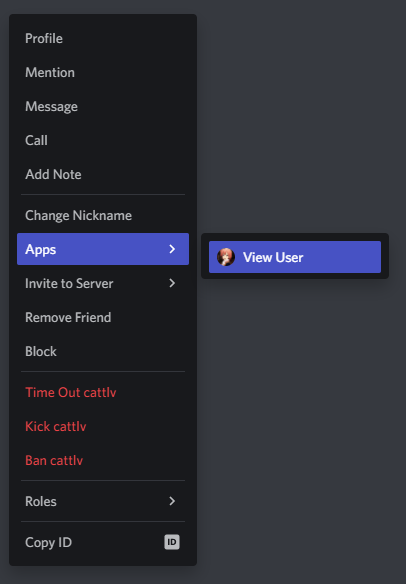 Profile
Mention
Message
Call
Add Note
Change Nickname
Apps
View User
Invite to Server
Remove Friend
Block
Time Out cattlv
Kick cattlv
Ban cattlv
Roles
Copy ID
ID